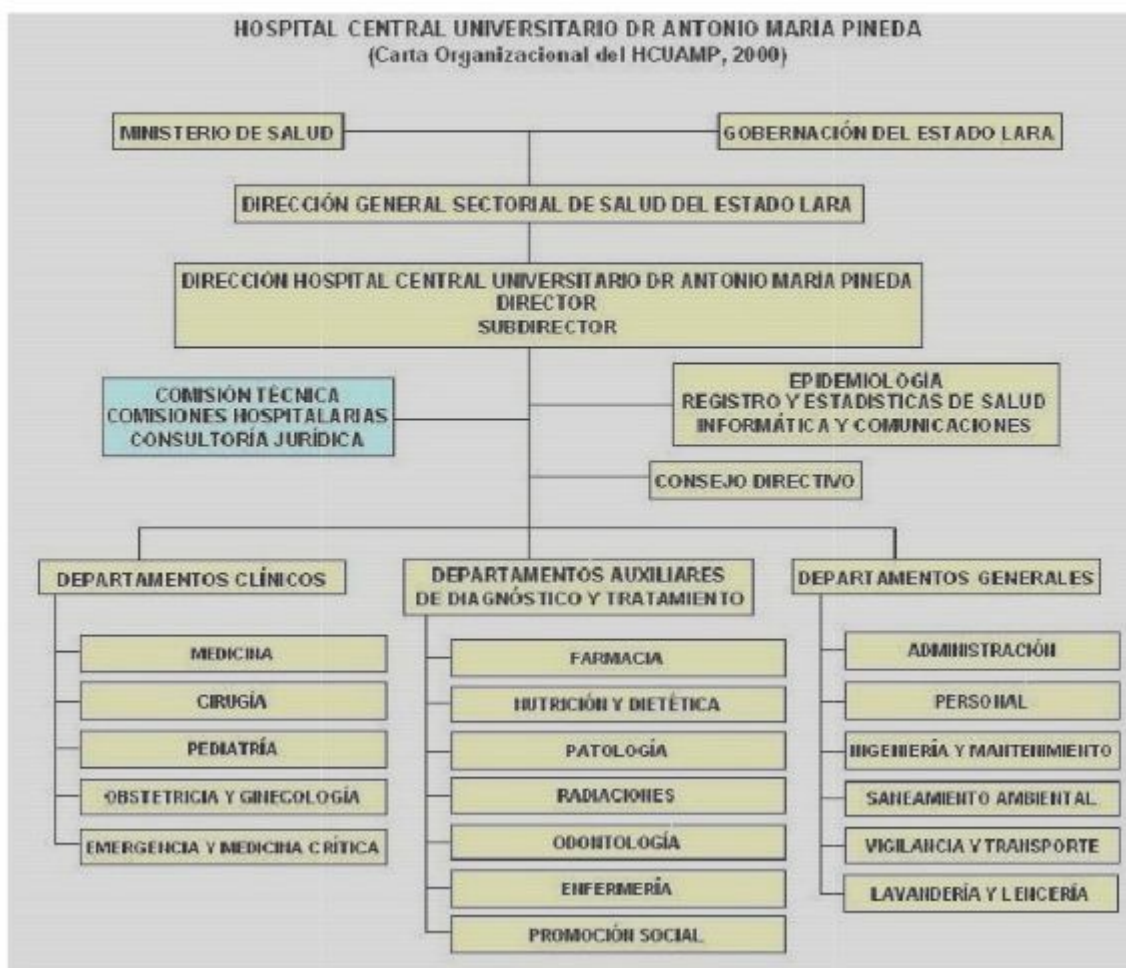 HOSPITAL CENTRAL UNIVERSITARIO DR ANTONIO MARÍA PINEDA
(Carta Organizacional del HCUAMP, 2000)
MINISTERIO DE SALUD
GOBERNACIÓN DEL ESTADO LARA
DIRECCIÓN GENERAL SECTORIAL DE SALUD DEL ESTADO LARA
DIRECCIÓN HOSPITAL CENTRAL UNIVERSITARIO DR ANTONIO MARÍA PINEDA
DIRECTOR
SUBDIRECTOR
COMISIÓN TÉCNICA
COMISIONES HOSPITALARIAS
CONSULTORÍA JURÍDICA
EPIDEMIOLOGÍA
REGISTRO Y ESTADISTICAS DE SALUD
INFORMÁTICA Y COMUNICACIONES
CONSEJO DIRECTIVO
DEPARTAMENTOS CLÍNICOS
MEDICINA
CIRUGÍA
PEDIATRÍA
OBSTETRICIA Y GINECOLOGÍA
EMERGENCIA Y MEDICINA CRÍTICA
DEPARTAMENTOS AUXILIARES
DE DIAGNÓSTICO Y TRATAMIENTO
FARMACIA
NUTRICIÓN Y DIETÉTICA
PATOLOGÍA
RADIACIONES
ODONTOLOGÍA
ENFERMERÍA
PROMOCIÓN SOCIAL
DEPARTAMENTOS GENERALES
ADMINISTRACIÓN
PERSONAL
INGENIERÍA Y MANTENIMIENTO
SANEAMIENTO AMBIENTAL
VIGILANCIA Y TRANSPORTE
LAVANDERÍA Y LENCERÍA